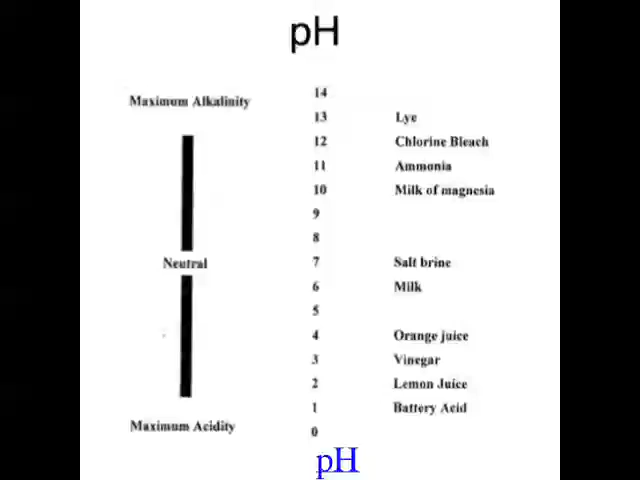 pH
14
Maximum Alkalinity
13 Lye
12 Chlorine Bleach
11 Ammonia
10 Milk of magnesia
9
8
Neutral 7 Salt brine
6 Milk
5
4 Orange juice
3 Vinegar
2 Lemon Juice
1 Battery Acid
Maximum Acidity 0
pH